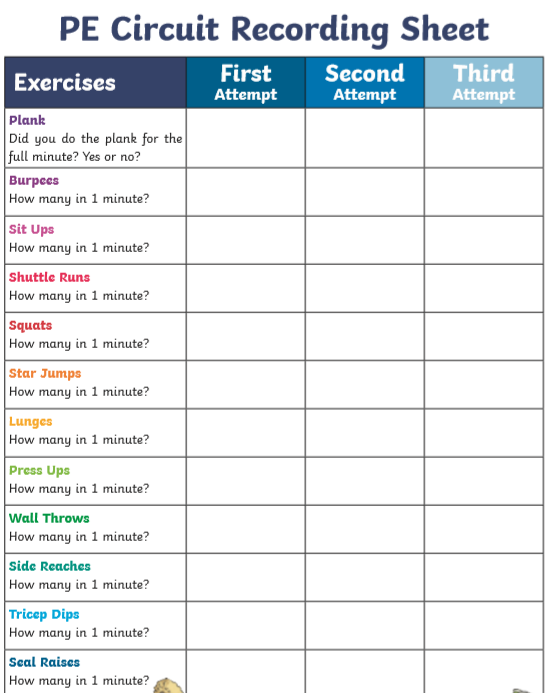 PE Circuit Recording Sheet
Exercises
First
Attempt
Second
Attempt
Third
Attempt
Plank
Did you do the plank for the
full minute? Yes or no?
Burpees
How many in 1 minute?
Sit Ups
How many in 1 minute?
Shuttle Runs
How many in 1 minute?
Squats
How many in 1 minute?
Star Jumps
How many in 1 minute?
Lunges
How many in 1 minute?
Press Ups
How many in 1 minute?
Wall Throws
How many in 1 minute?
Side Reaches
How many in 1 minute?
Tricep Dips
How many in 1 minute?
Seal Raises
How many in 1 minute?